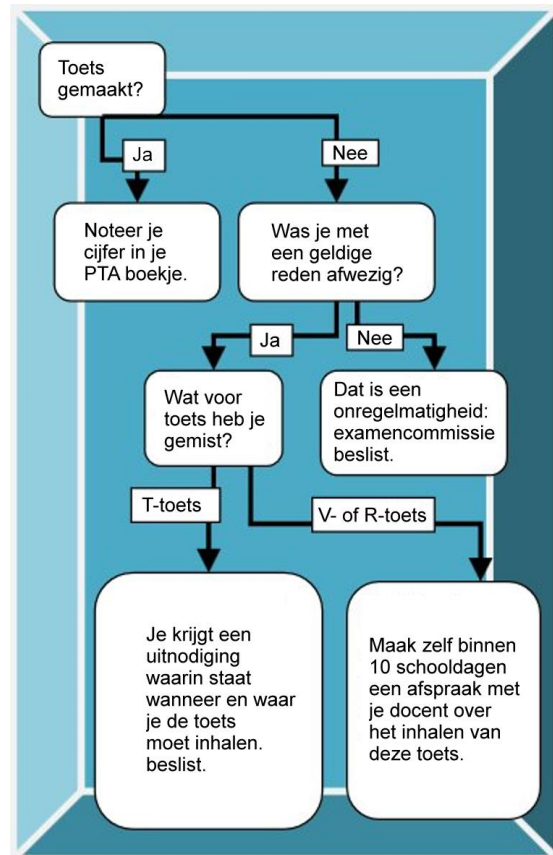 Toets
gemaakt?
Ja
Nee
Noteer je
cijfer in je
PTA boekje.
Was je met
een geldige
reden afwezig?
Ja
Nee
Wat voor
toets heb je
gemist?
Dat is een
onregelmatigheid:
examencommissie
beslist.
T-toets
V- of R-toets
Je krijgt een
uitnodiging
waarin staat
wanneer en waar
je de toets
moet inhalen.
beslist.
Maak zelf binnen
10 schooldagen
een afspraak met
je docent over
het inhalen van
deze toets.